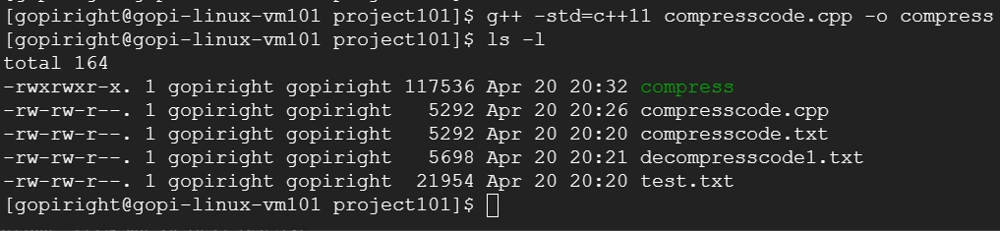 [gopiright@gopi-linux-vm101 project101]$ g++ -std=c++11 compresscode.cpp -o compress
[gopiright@gopi-linux-vm101 project101]$ ls -l
total 164
-rwxrwxr-x. 1 gopiright gopiright 117536 Apr 20 20:32 compress
-rw-rw-r--. 1 gopiright gopiright   5292 Apr 20 20:26 compresscode.cpp
-rw-rw-r--. 1 gopiright gopiright   5292 Apr 20 20:20 compresscode.txt
-rw-rw-r--. 1 gopiright gopiright   5698 Apr 20 20:21 decompresscode1.txt
-rw-rw-r--. 1 gopiright gopiright  21954 Apr 20 20:20 test.txt
[gopiright@gopi-linux-vm101 project101]$